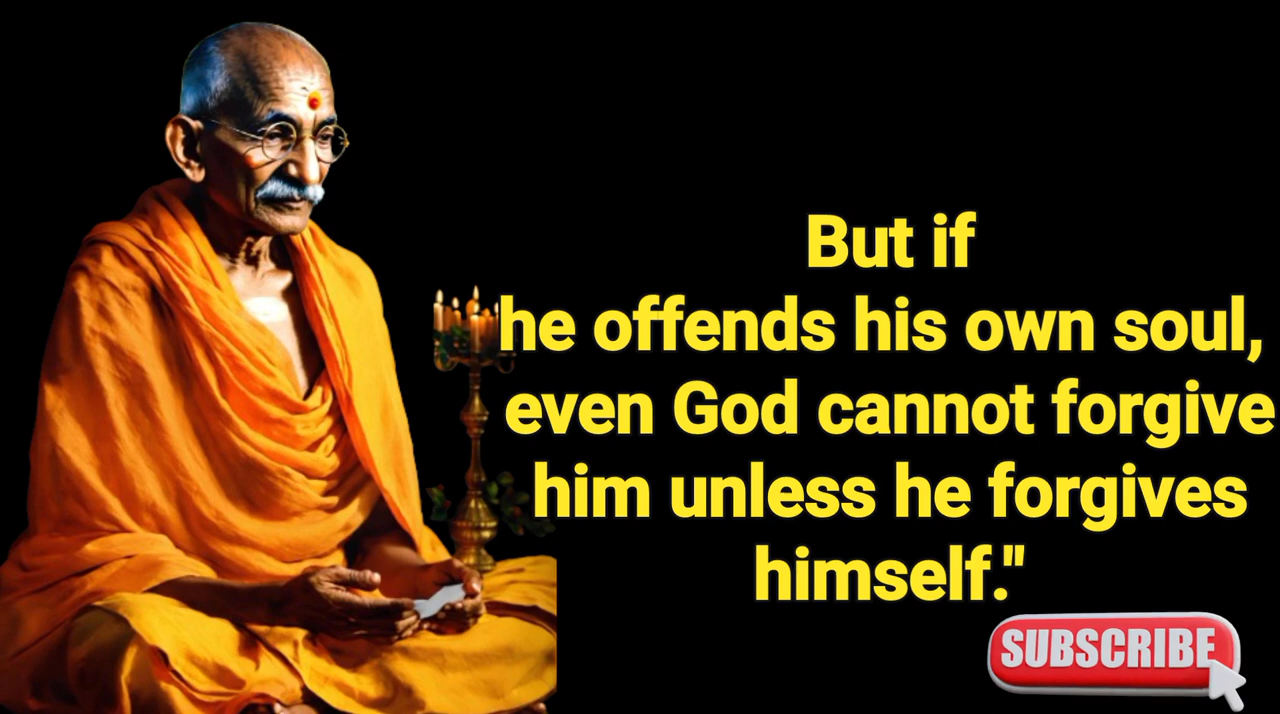 But if
he offends his own soul,
even God cannot forgive
him unless he forgives
himself."
SUBSCRIBE